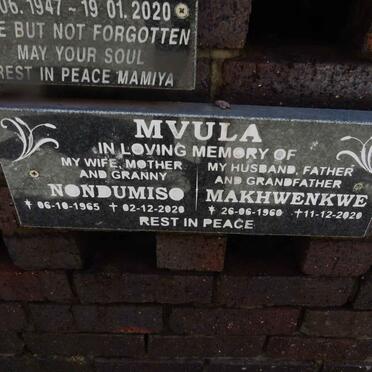 06.1947 ~ 19.01.2020
E BUT NOT FORGOTTEN
MAY YOUR SOUL
REST IN PEACE MAMIYA
MVULA
IN LOVING MEMORY OF
MY WIFE, MOTHER
AND GRANNY
NONDUMISO
* 06-10-1965 † 02-12-2020
MY HUSBAND, FATHER
AND GRANDFATHER
MAKHWENKWE
* 26-06-1960 † 11-12-2020
REST IN PEACE